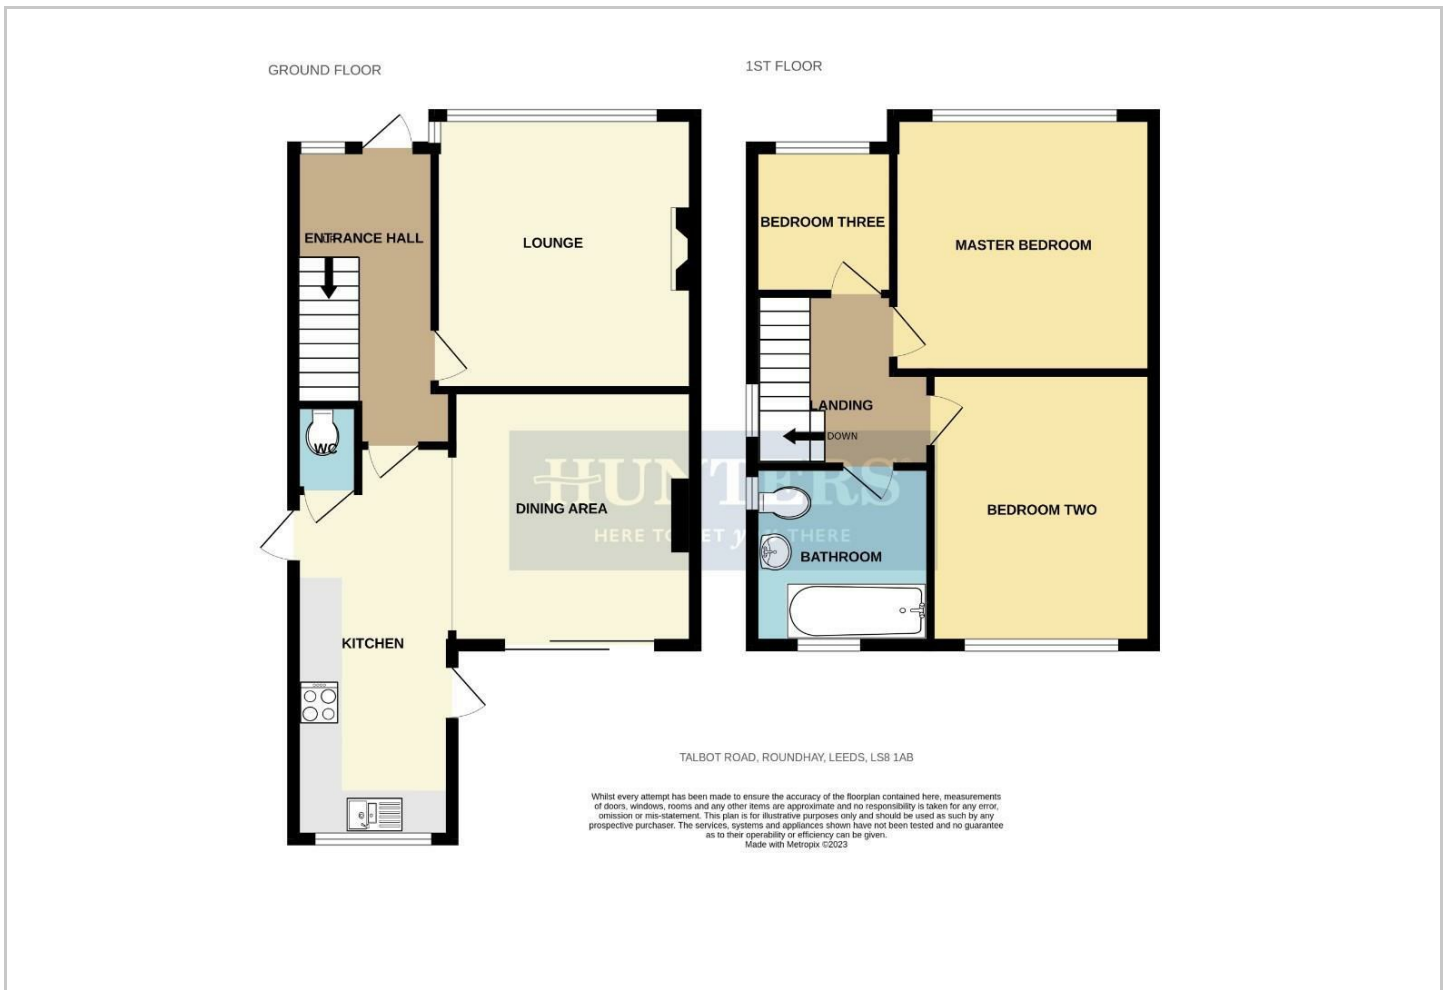 GROUND FLOOR
1ST FLOOR
ENTRANCE HALL
LOUNGE
WC
DINING AREA
KITCHEN
BEDROOM THREE
MASTER BEDROOM
LANDING
DOWN
BEDROOM TWO
BATHROOM
HUNTERS
HERE TO GET you THERE
TALBOT ROAD, ROUNDHAY, LEEDS, LS8 1AB
Whilst every attempt has been made to ensure the accuracy of the floorplan contained here, measurements
of doors, windows, rooms and any other items are approximate and no responsibility is taken for any error,
omission or mis-statement. This plan is for illustrative purposes only and should be used as such by any
prospective purchaser. The services, systems and appliances shown have not been tested and no guarantee
as to their operability or efficiency can be given.
Made with Metropix ©2023